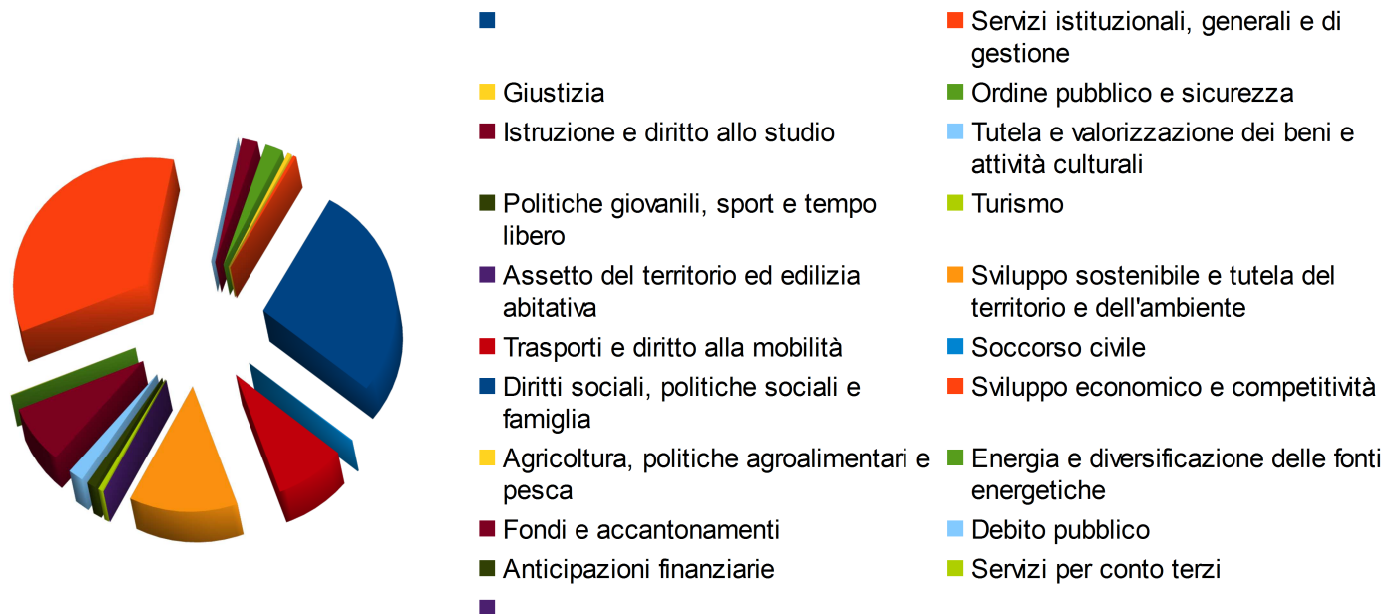 Servizi istituzionali, generali e di
gestione
Giustizia
Ordine pubblico e sicurezza
Istruzione e diritto allo studio
Tutela e valorizzazione dei beni e
attività culturali
Politiche giovanili, sport e tempo
libero
Turismo
Assetto del territorio ed edilizia
abitativa
Sviluppo sostenibile e tutela del
territorio e dell'ambiente
Trasporti e diritto alla mobilità
Soccorso civile
Diritti sociali, politiche sociali e
famiglia
Sviluppo economico e competitività
Agricoltura, politiche agroalimentari e
pesca
Energia e diversificazione delle fonti
energetiche
Fondi e accantonamenti
Debito pubblico
Anticipazioni finanziarie
Servizi per conto terzi